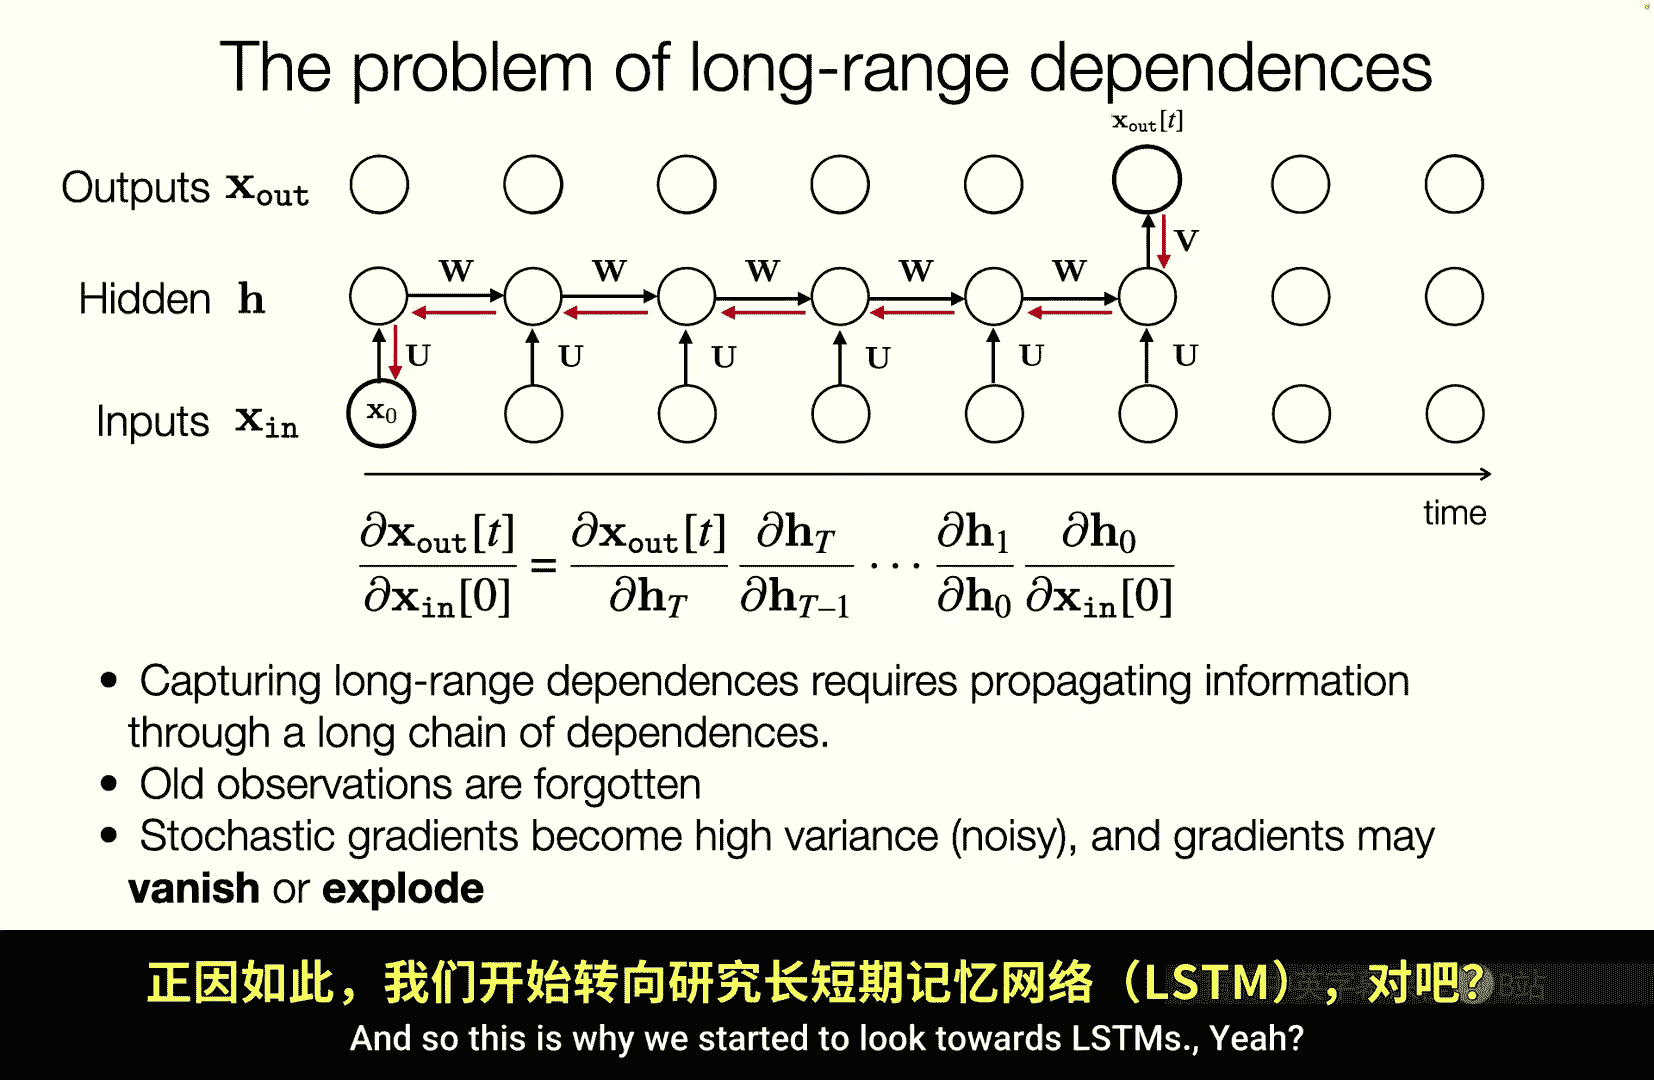 The problem of long-range dependences
x_out[t]
Outputs x_out
V
W W W W W
Hidden h
U U U U U U
Inputs x_in x_0
time
∂x_out[t]/∂x_in[0] = ∂x_out[t]/∂h_T ∂h_T/∂h_{T−1} ··· ∂h_1/∂h_0 ∂h_0/∂x_in[0]
• Capturing long-range dependences requires propagating information
through a long chain of dependences.
• Old observations are forgotten
• Stochastic gradients become high variance (noisy), and gradients may
vanish or explode
正因如此，我们开始转向研究长短期记忆网络（LSTM），对吧？
And so this is why we started to look towards LSTMs., Yeah?